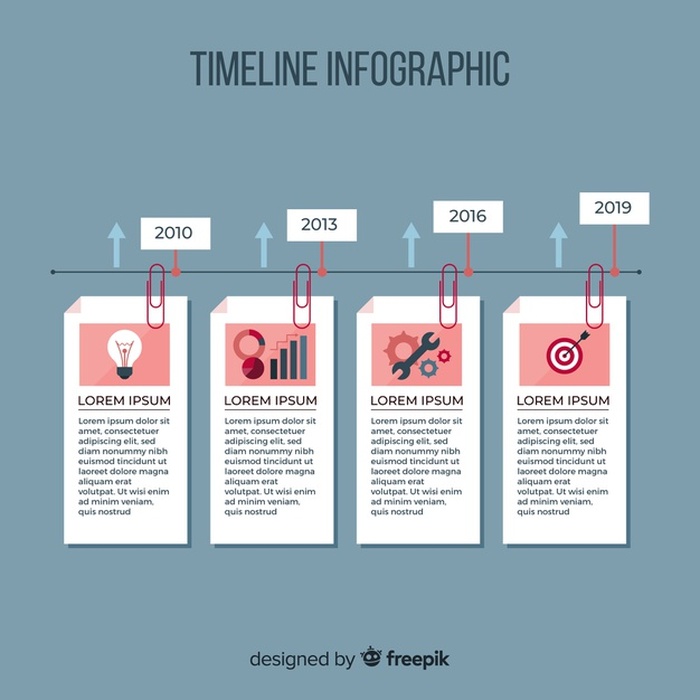 TIMELINE INFOGRAPHIC
2010
2013
2016
2019
LOREM IPSUM
Lorem ipsum dolor sit
amet, consectetuer
adipiscing elit, sed
diam nonummy nibh
euismod tincidunt ut
laoreet dolore magna
aliquam erat
volutpat. Ut wisi enim
ad minim veniam,
quis nostrud
LOREM IPSUM
Lorem ipsum dolor sit
amet, consectetuer
adipiscing elit, sed
diam nonummy nibh
euismod tincidunt ut
laoreet dolore magna
aliquam erat
volutpat. Ut wisi enim
ad minim veniam,
quis nostrud
LOREM IPSUM
Lorem ipsum dolor sit
amet, consectetuer
adipiscing elit, sed
diam nonummy nibh
euismod tincidunt ut
laoreet dolore magna
aliquam erat
volutpat. Ut wisi enim
ad minim veniam,
quis nostrud
LOREM IPSUM
Lorem ipsum dolor sit
amet, consectetuer
adipiscing elit, sed
diam nonummy nibh
euismod tincidunt ut
laoreet dolore magna
aliquam erat
volutpat. Ut wisi enim
ad minim veniam,
quis nostrud
designed by freepik